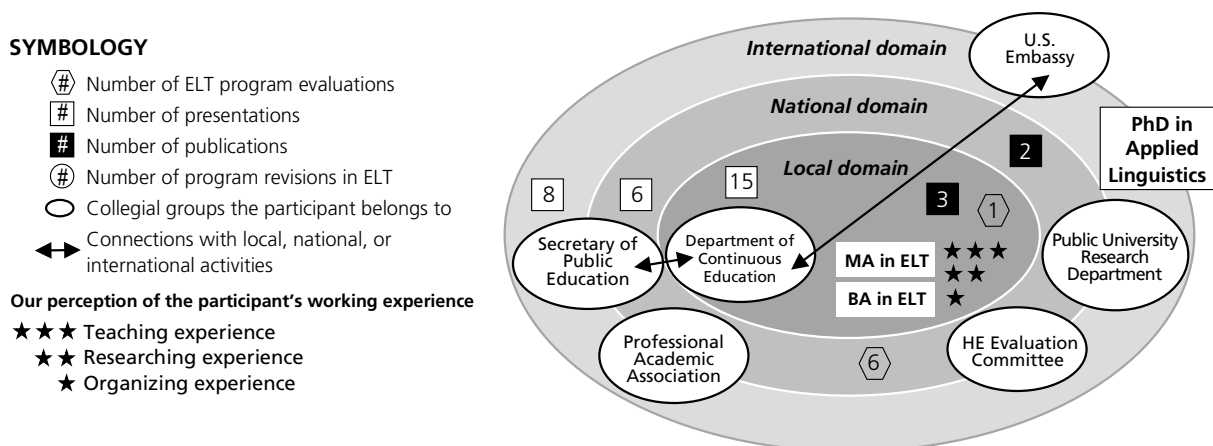 SYMBOLOGY
# Number of ELT program evaluations
# Number of presentations
# Number of publications
# Number of program revisions in ELT
Collegial groups the participant belongs to
Connections with local, national, or
international activities
Our perception of the participant's working experience
★★★ Teaching experience
★★ Researching experience
★ Organizing experience
International domain
U.S.
Embassy
National domain
PhD in
Applied
Linguistics
2
Local domain
8
6
15
3
1
Secretary of
Public
Education
Department of
Continuous
Education
MA in ELT ★★★
★★
BA in ELT ★
Public University
Research
Department
Professional
Academic
Association
6
HE Evaluation
Committee